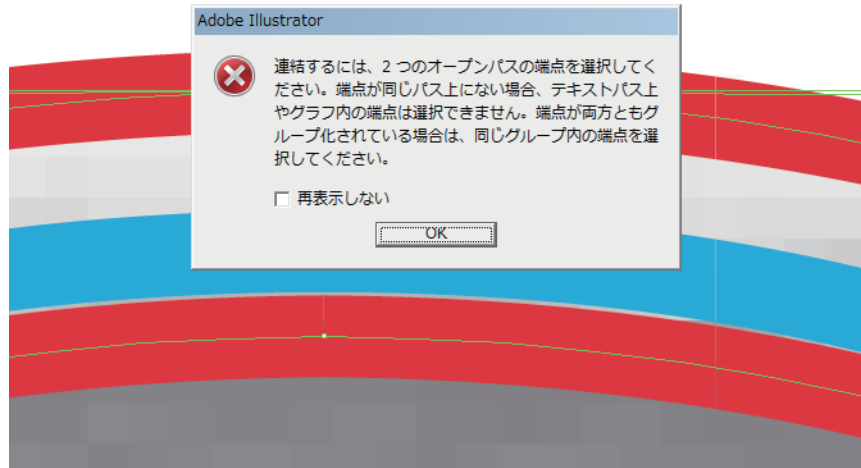 Adobe Illustrator
連結するには、2 つのオープンパスの端点を選択してく
ださい。端点が同じパス上にない場合、テキストパス上
やグラフ内の端点は選択できません。端点が両方ともグ
ループ化されている場合は、同じグループ内の端点を選
択してください。
再表示しない
OK